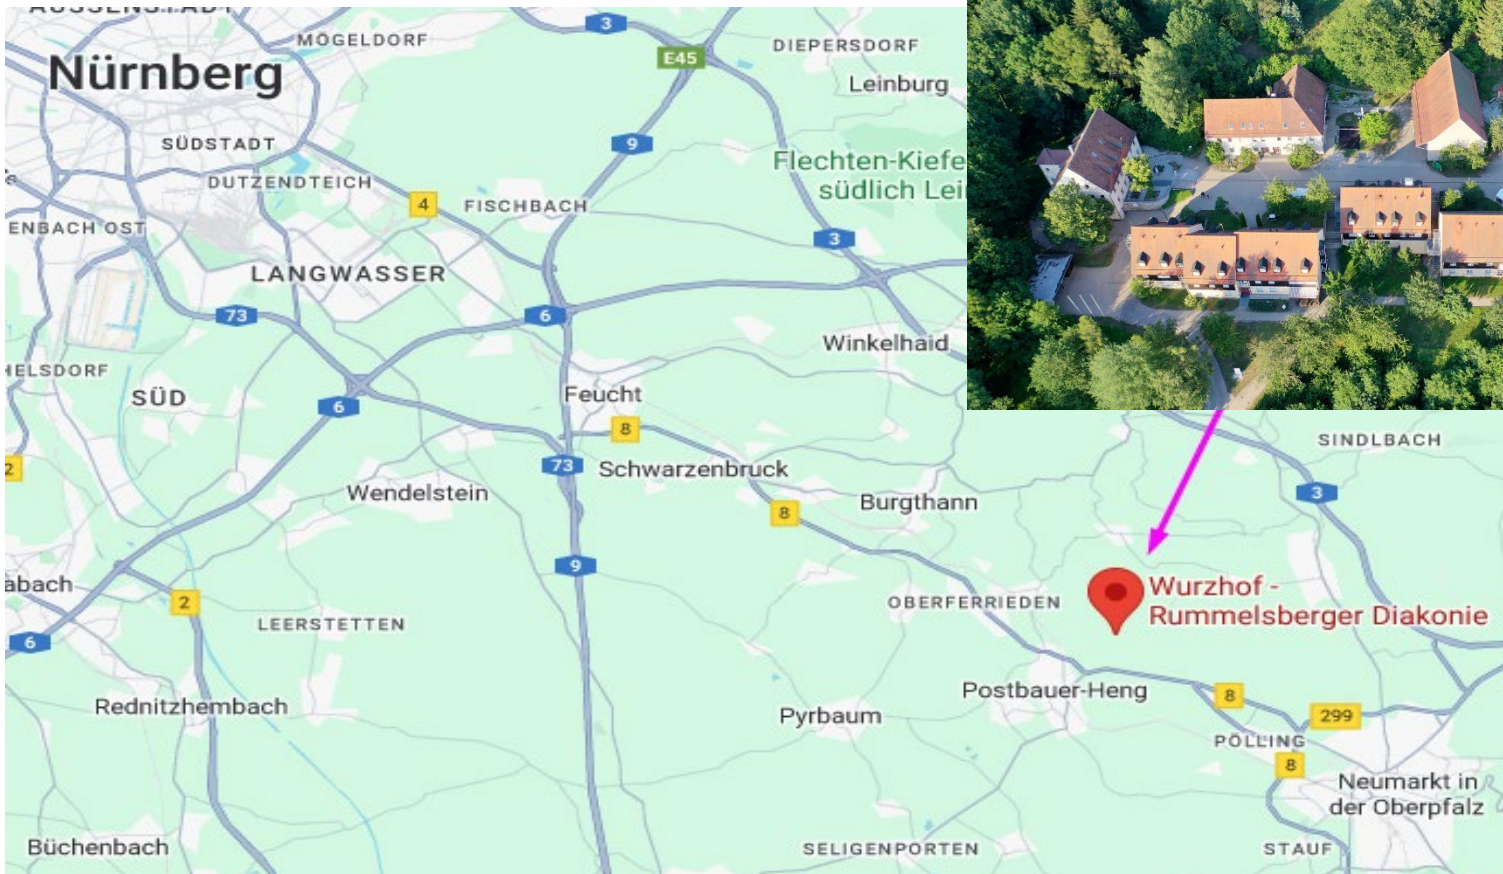 MÖGELDORF
3
E45
DIEPERSDORF
Nürnberg
Leinburg
SÜDSTADT
9
DUTZENDTEICH
4
FISCHBACH
ENBACH OST
3
LANGWASSER
73
6
Winkelhaid
HELSDORF
SÜD
6
Feucht
8
SINDLBACH
2
73
Schwarzenbruck
Wendelstein
Burgthann
3
8
9
abach
2
OBERFERRIEDEN
Wurzhof -
Rummelsberger Diakonie
LEERSTETTEN
6
Rednitzhembach
Postbauer-Heng
8
299
Pyrbaum
PÖLLING
8
Neumarkt in
der Oberpfalz
Büchenbach
SELIGENPORTEN
STAUF